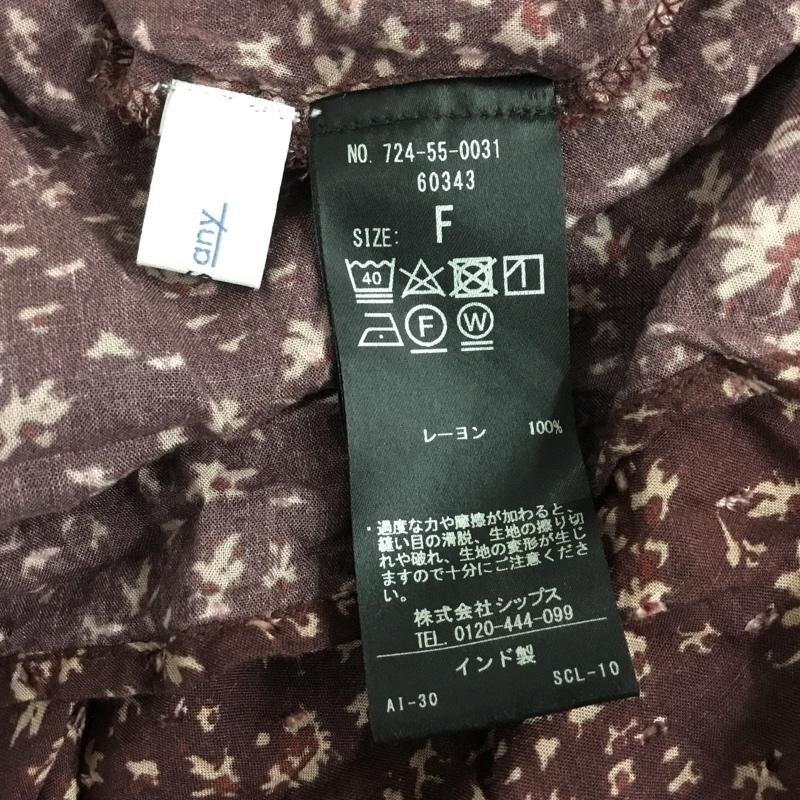 any
NO. 724-55-0031
60343
SIZE: F
40
F
W
レーヨン 100%
・過度な力や摩擦が加わると、
縫い目の滑脱、生地の擦り切
れや破れ、生地の変形が生じ
ますので十分にご注意くださ
い。
株式会社シップス
TEL. 0120-444-099
インド製
AI-30 SCL-10